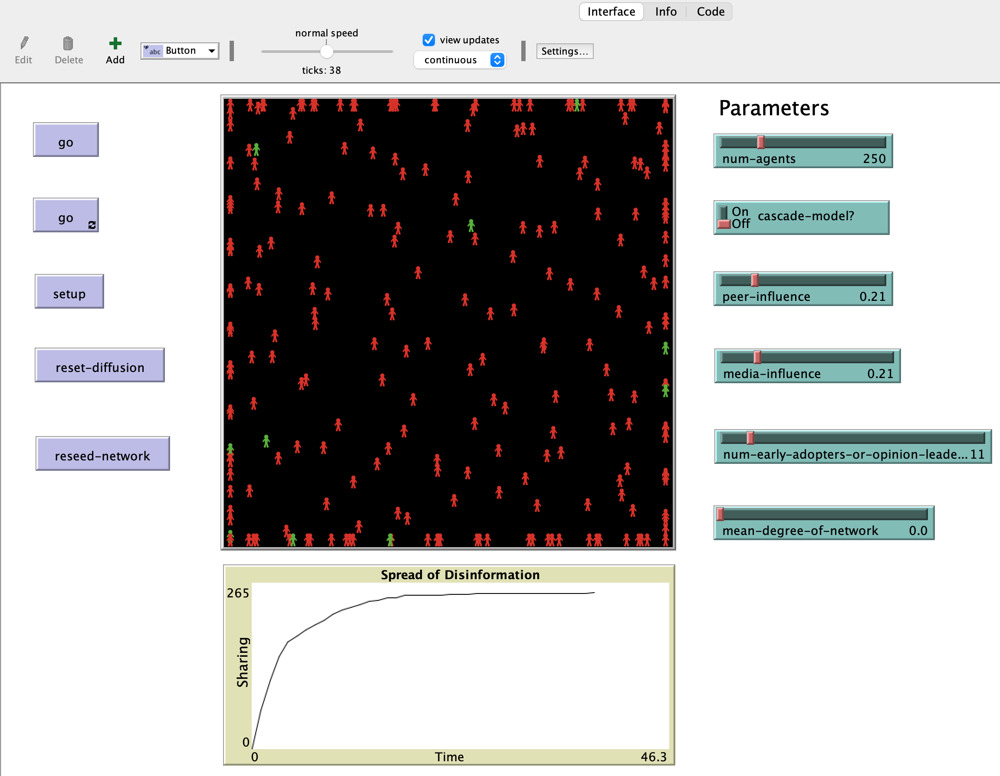 Interface Info Code
normal speed
Edit Delete Add abc Button
view updates
continuous
Settings...
ticks: 38
go
go
setup
reset-diffusion
reseed-network
Parameters
num-agents 250
On
Off
cascade-model?
peer-influence 0.21
media-influence 0.21
num-early-adopters-or-opinion-leade... 11
mean-degree-of-network 0.0
Spread of Disinformation
265
Sharing
0
0 Time 46.3